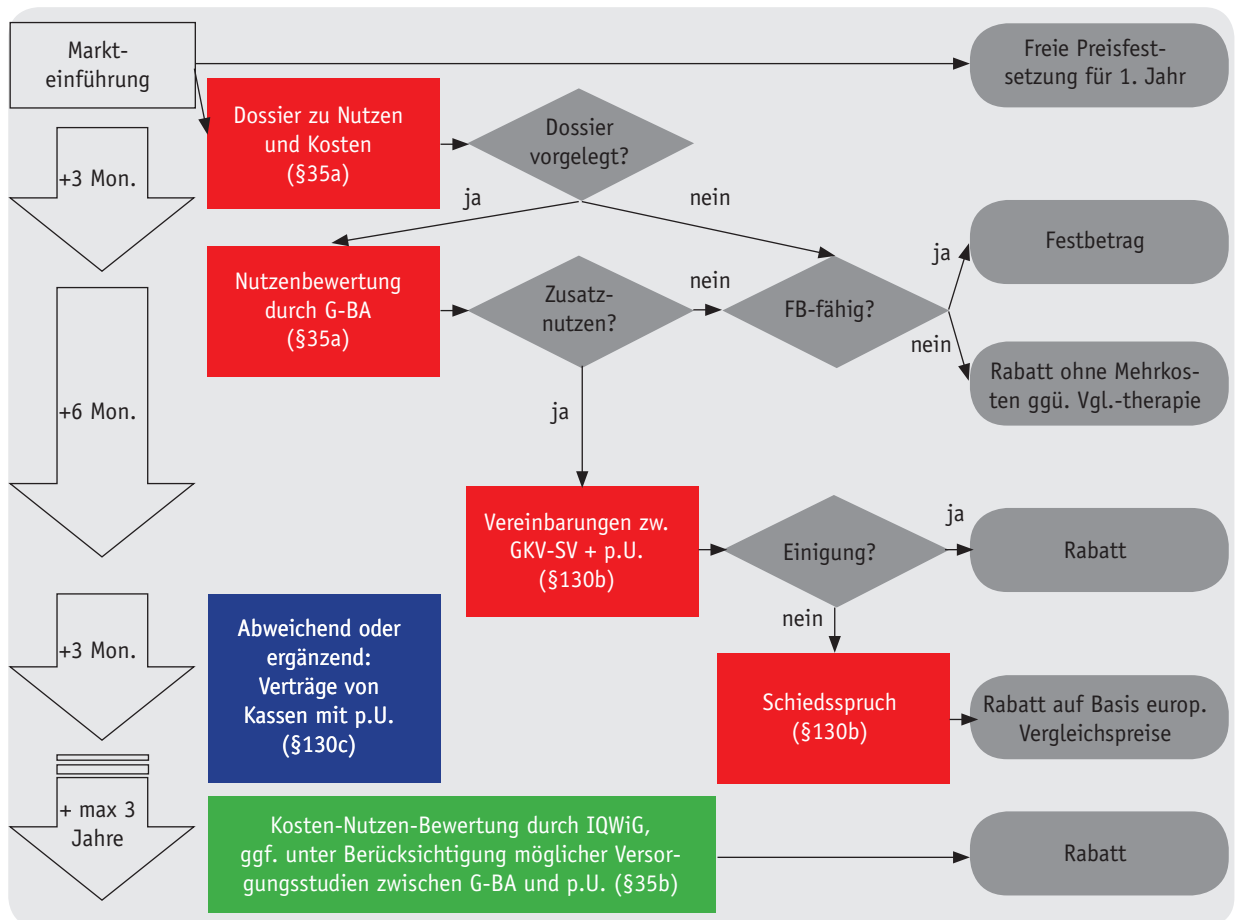 Markt-
einführung
Freie Preisfest-
setzung für 1. Jahr
Dossier zu Nutzen
und Kosten
(§35a)
Dossier
vorgelegt?
+3 Mon.
ja
nein
Nutzenbewertung
durch G-BA
(§35a)
Zusatz-
nutzen?
nein
FB-fähig?
ja
Festbetrag
nein
Rabatt ohne Mehrkos-
ten ggü. Vgl.-therapie
+6 Mon.
ja
Vereinbarungen zw.
GKV-SV + p.U.
(§130b)
Einigung?
ja
Rabatt
nein
+3 Mon.
Abweichend oder
ergänzend:
Verträge von
Kassen mit p.U.
(§130c)
Schiedsspruch
(§130b)
Rabatt auf Basis europ.
Vergleichspreise
+ max 3
Jahre
Kosten-Nutzen-Bewertung durch IQWiG,
ggf. unter Berücksichtigung möglicher Versor-
gungsstudien zwischen G-BA und p.U. (§35b)
Rabatt